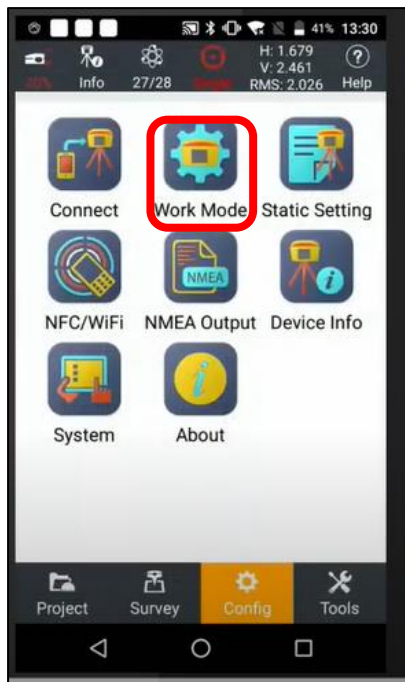 41% 13:30
H: 1.679
V: 2.461
Info 27/28 Single RMS: 2.026 Help
Connect Work Mode Static Setting
NMEA
NFC/WiFi NMEA Output Device Info
System About
Project Survey Config Tools